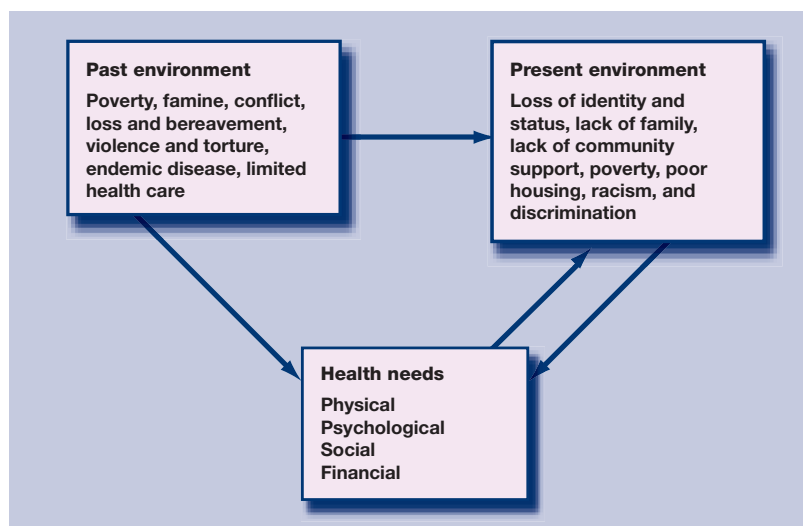 Past environment
Poverty, famine, conflict,
loss and bereavement,
violence and torture,
endemic disease, limited
health care
Present environment
Loss of identity and
status, lack of family,
lack of community
support, poverty, poor
housing, racism, and
discrimination
Health needs
Physical
Psychological
Social
Financial